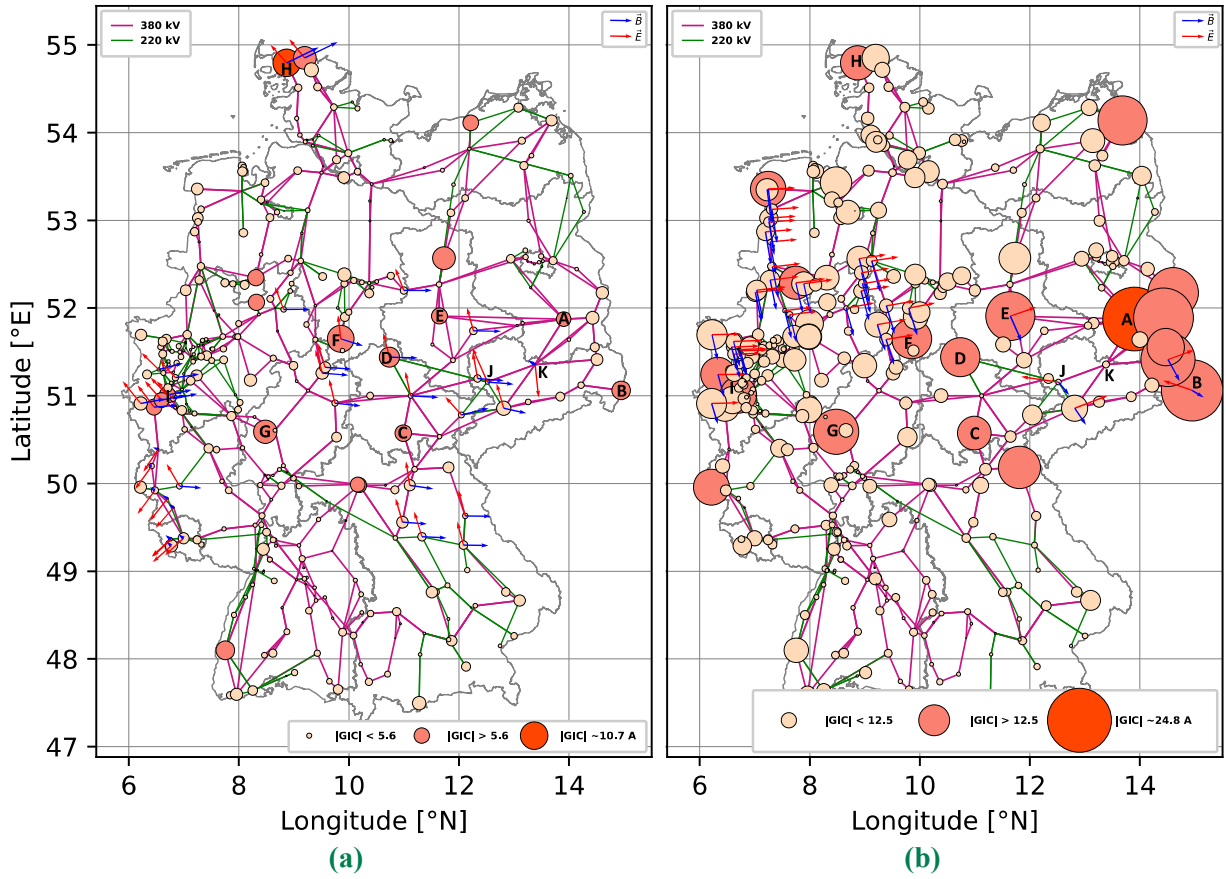 380 kV
220 kV
B⃗
E⃗
380 kV
220 kV
B⃗
E⃗
55
54
53
52
51
50
49
48
47
Latitude [°E]
H
A
E
F
D
J
K
B
G
C
H
A
E
F
D
J
K
I
B
G
C
|GIC| < 5.6
|GIC| > 5.6
|GIC| ~10.7 A
|GIC| < 12.5
|GIC| > 12.5
|GIC| ~24.8 A
6 8 10 12 14
6 8 10 12 14
Longitude [°N]
Longitude [°N]
(a)
(b)